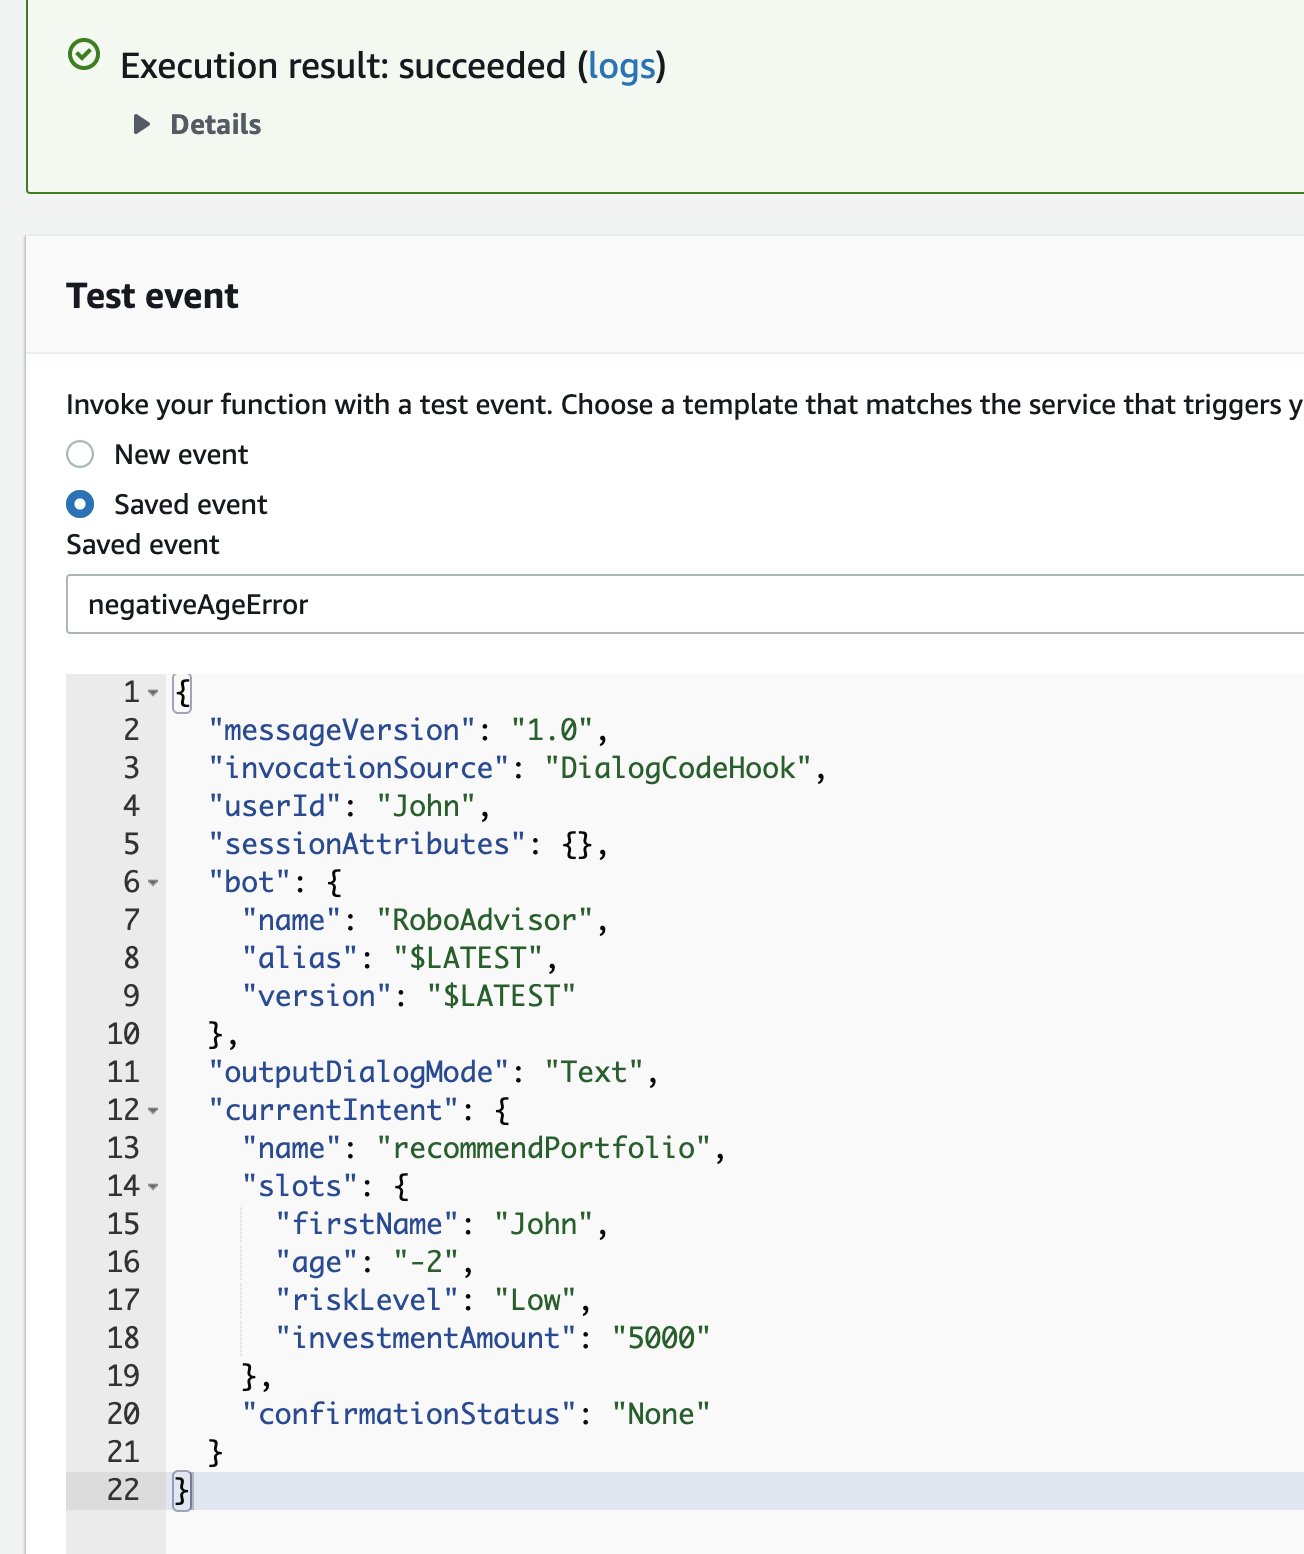 Execution result: succeeded (logs)
Details
Test event
Invoke your function with a test event. Choose a template that matches the service that triggers y
New event
Saved event
Saved event
negativeAgeError
1 {
2 "messageVersion": "1.0",
3 "invocationSource": "DialogCodeHook",
4 "userId": "John",
5 "sessionAttributes": {},
6 "bot": {
7 "name": "RoboAdvisor",
8 "alias": "$LATEST",
9 "version": "$LATEST"
10 },
11 "outputDialogMode": "Text",
12 "currentIntent": {
13 "name": "recommendPortfolio",
14 "slots": {
15 "firstName": "John",
16 "age": "-2",
17 "riskLevel": "Low",
18 "investmentAmount": "5000"
19 },
20 "confirmationStatus": "None"
21 }
22 }